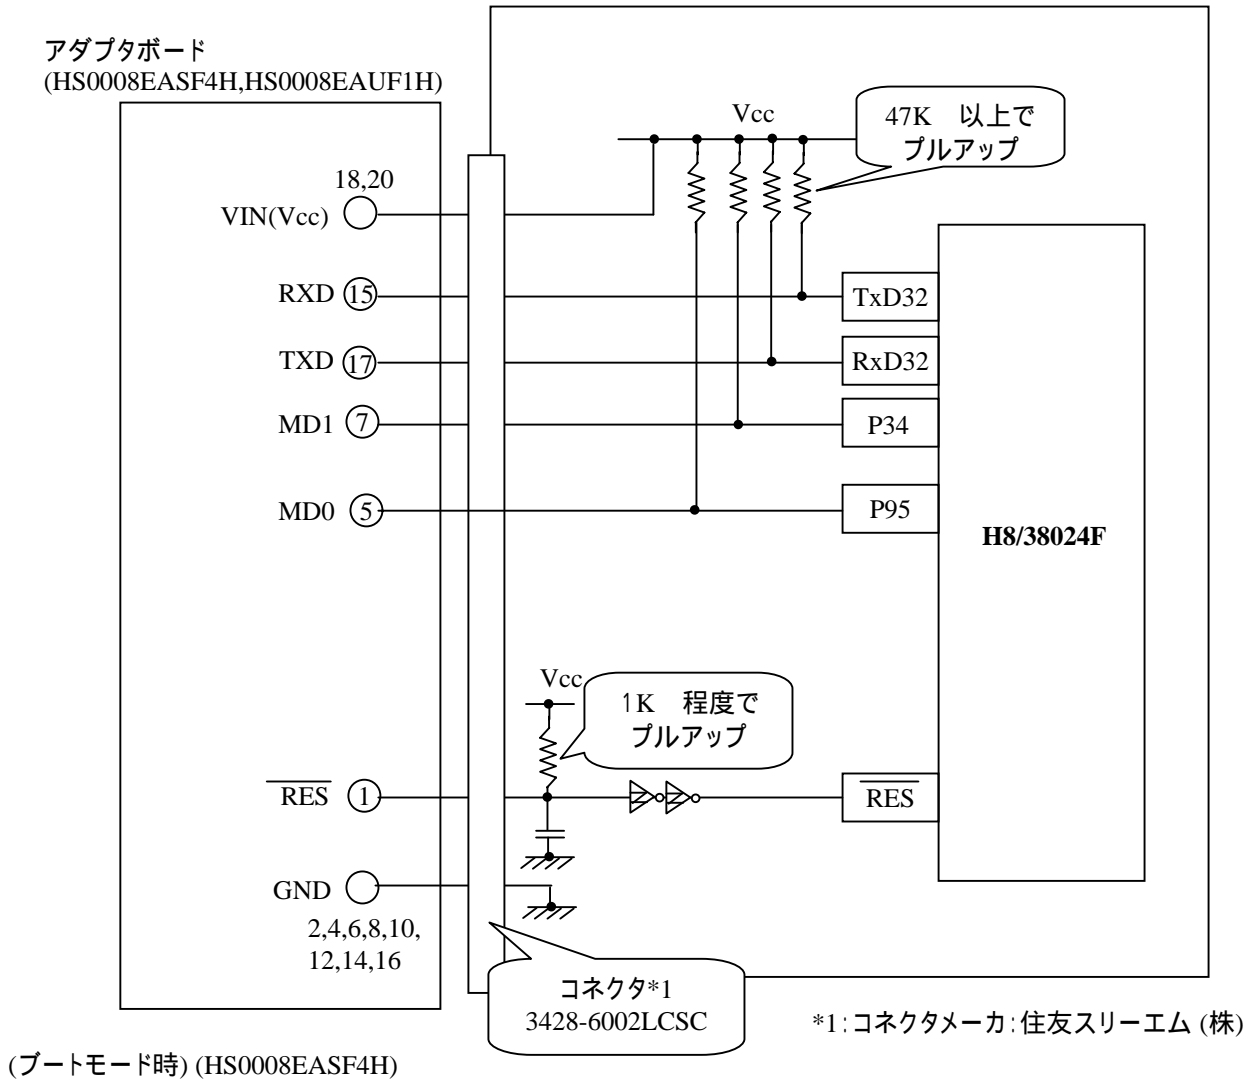 アダプタボード
(HS0008EASF4H,HS0008EAUF1H)
Vcc
47K 以上で
プルアップ
18,20
VIN(Vcc)
RXD 15
TxD32
TXD 17
RxD32
MD1 7
P34
MD0 5
P95
H8/38024F
Vcc
1K 程度で
プルアップ
RES 1
RES
GND
2,4,6,8,10,
12,14,16
コネクタ*1
3428-6002LCSC
*1:コネクタメーカ:住友スリーエム (株)
(ブートモード時) (HS0008EASF4H)